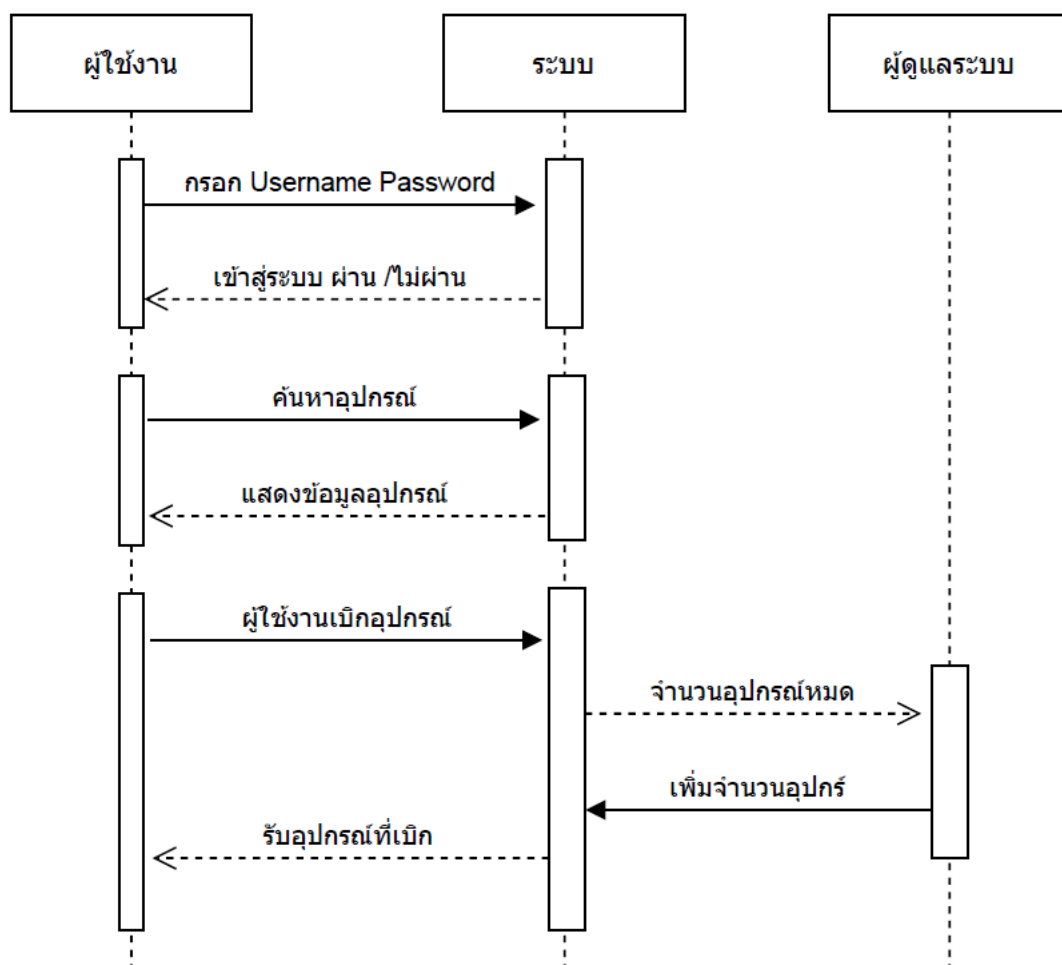 ผู้ใช้งาน
ระบบ
ผู้ดูแลระบบ
กรอก Username Password
เข้าสู่ระบบ ผ่าน /ไม่ผ่าน
ค้นหาอุปกรณ์
แสดงข้อมูลอุปกรณ์
ผู้ใช้งานเบิกอุปกรณ์
จำนวนอุปกรณ์หมด
เพิ่มจำนวนอุปกร์
รับอุปกรณ์ที่เบิก